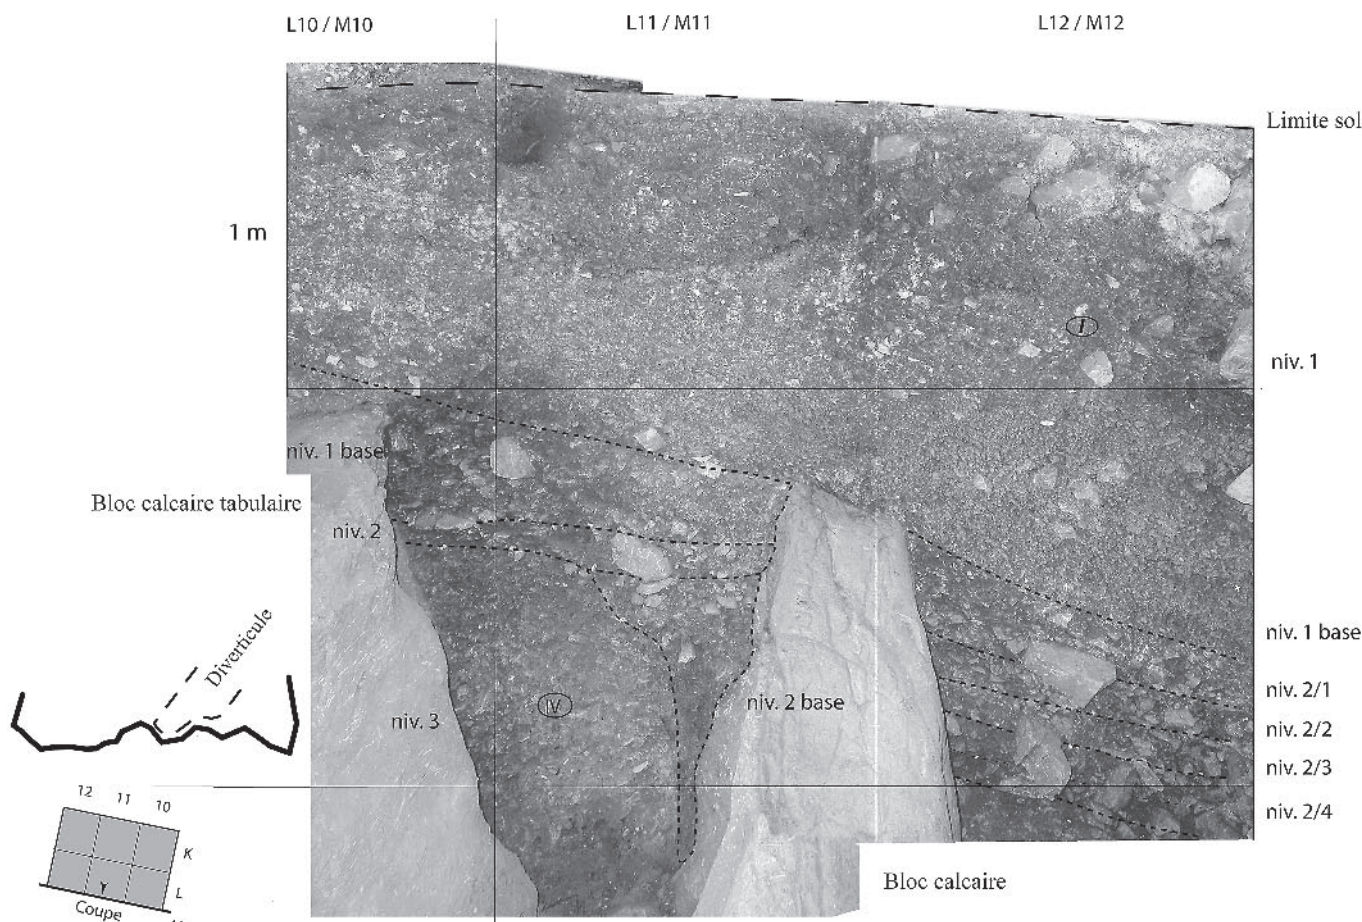 L10 / M10
L11 / M11
L12 / M12
Limite sol
1 m
I
niv. 1
niv. 1 base
Bloc calcaire tabulaire
niv. 2
niv. 1 base
niv. 2/1
niv. 2/2
niv. 2/3
niv. 2/4
Diverticule
niv. 3
IV
niv. 2 base
12 11 10
K
L
Coupe
Bloc calcaire